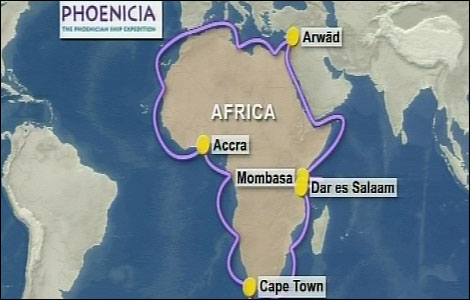 PHOENICIA
THE PHOENICIAN SHIP EXPEDITION
Arwād
AFRICA
Accra
Mombasa
Dar es Salaam
Cape Town